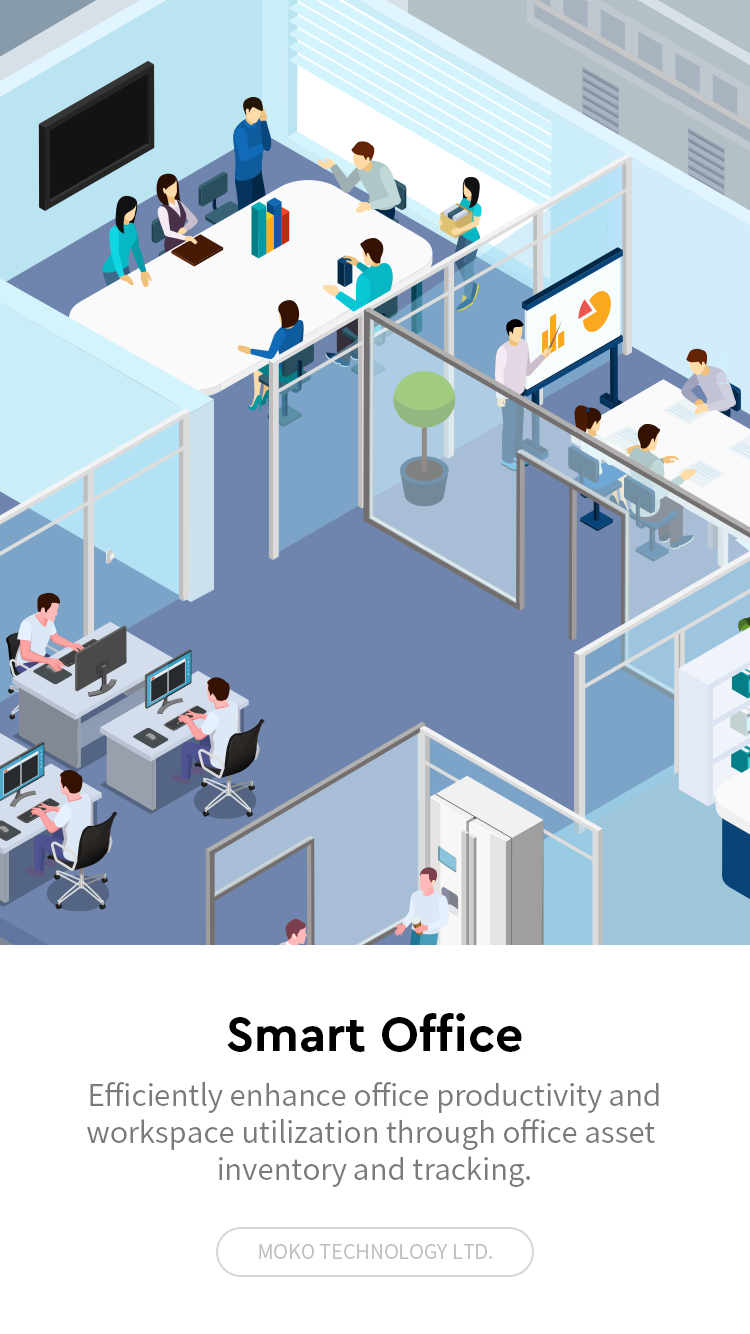 Smart Office
Efficiently enhance office productivity and
workspace utilization through office asset
inventory and tracking.
MOKO TECHNOLOGY LTD.